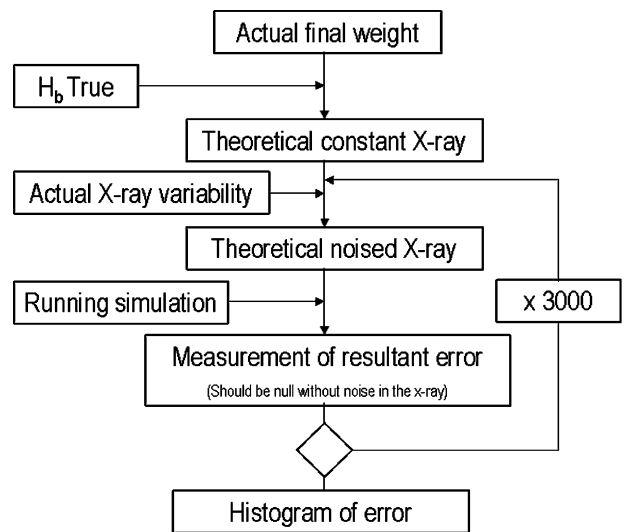 Actual final weight
Hb True
Theoretical constant X-ray
Actual X-ray variability
Theoretical noised X-ray
Running simulation
x 3000
Measurement of resultant error
(Should be null without noise in the x-ray)
Histogram of error